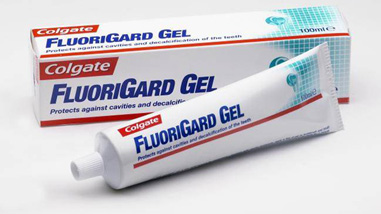 Colgate
FLUORIGARD GEL
Protects against cavities and decalcification of the teeth
100ml e
Colgate
FLUORIGARD GEL
Protects against cavities and decalcif
Colgate
FLUORIGARD GEL
Protects against cavities and decalcification of the teeth